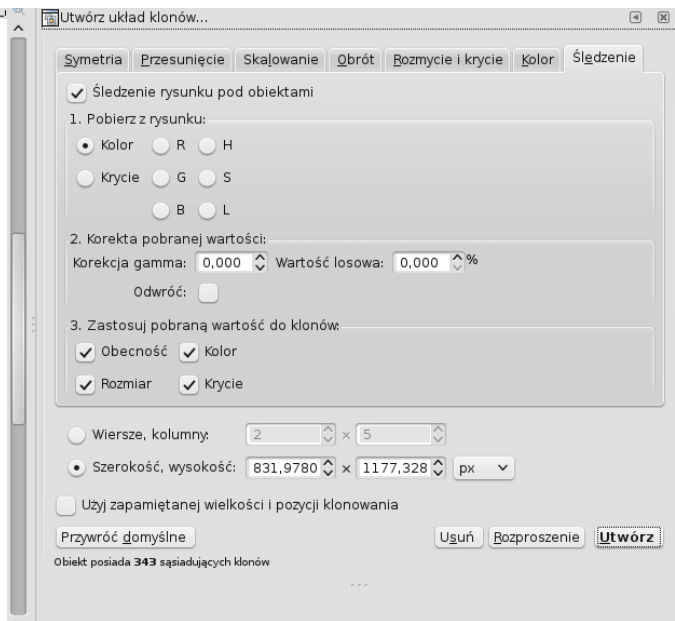 Utwórz układ klonów...
Symetria Przesunięcie Skalowanie Obrót Rozmycie i krycie Kolor Śledzenie
Śledzenie rysunku pod obiektami
1. Pobierz z rysunku:
Kolor R H
Krycie G S
B L
2. Korekta pobranej wartości:
Korekcja gamma: 0,000 Wartość losowa: 0,000 %
Odwróć:
3. Zastosuj pobraną wartość do klonów:
Obecność Kolor
Rozmiar Krycie
Wiersze, kolumny: 2 × 5
Szerokość, wysokość: 831,9780 × 1177,328 px
Użyj zapamiętanej wielkości i pozycji klonowania
Przywróć domyślne Usuń Rozproszenie Utwórz
Obiekt posiada 343 sąsiadujących klonów